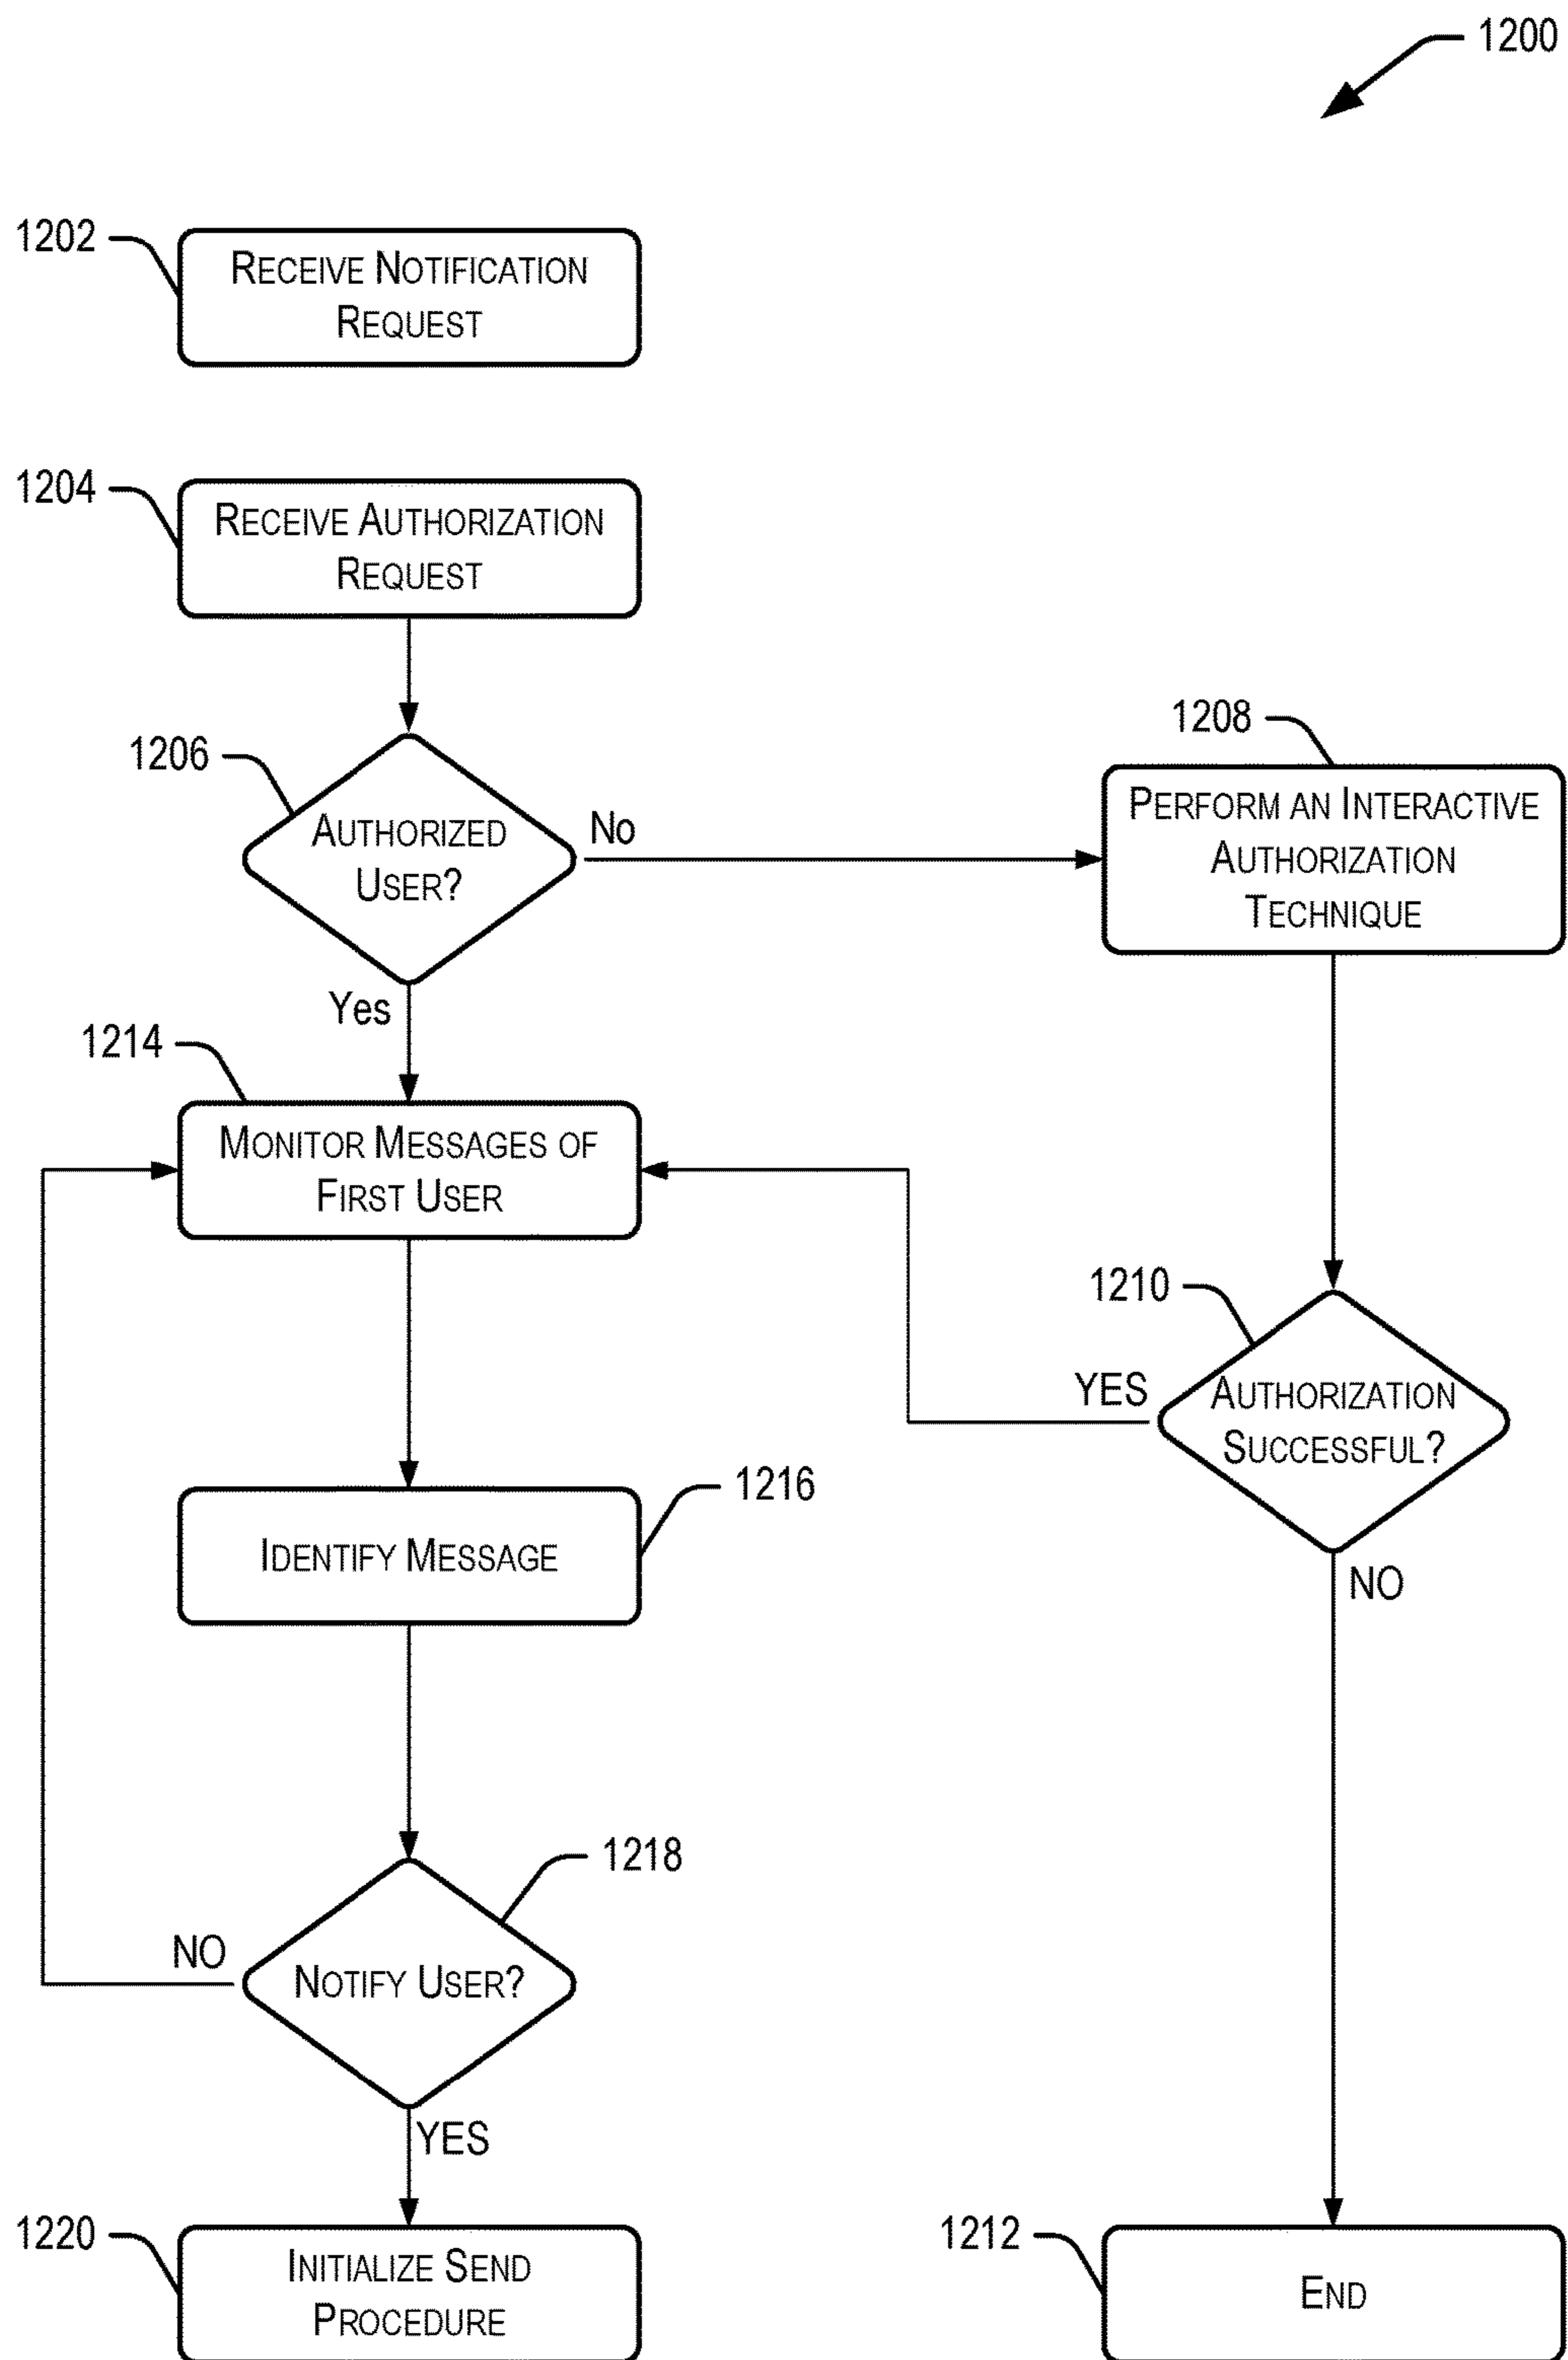 1200
1202
RECEIVE NOTIFICATION
REQUEST
1204
RECEIVE AUTHORIZATION
REQUEST
1206
AUTHORIZED
USER?
No
1208
PERFORM AN INTERACTIVE
AUTHORIZATION
TECHNIQUE
Yes
1214
MONITOR MESSAGES OF
FIRST USER
1210
AUTHORIZATION
SUCCESSFUL?
YES
NO
1216
IDENTIFY MESSAGE
1218
NOTIFY USER?
NO
YES
1220
INITIALIZE SEND
PROCEDURE
1212
END